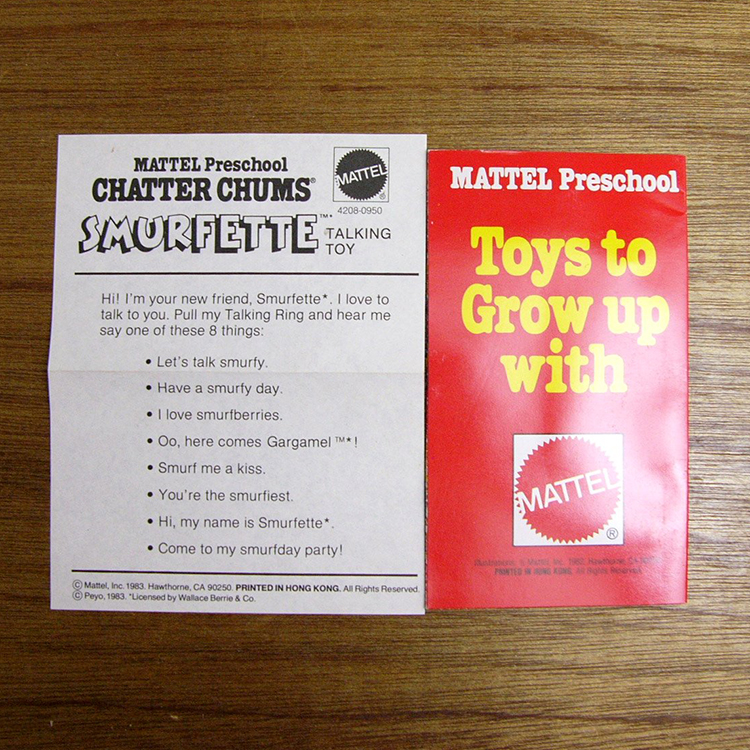 MATTEL Preschool
CHATTER CHUMS®
MATTEL
®
4208-0950
SMURFETTE™* TALKING
TOY
Hi! I'm your new friend, Smurfette*. I love to
talk to you. Pull my Talking Ring and hear me
say one of these 8 things:
• Let's talk smurfy.
• Have a smurfy day.
• I love smurfberries.
• Oo, here comes Gargamel™*!
• Smurf me a kiss.
• You're the smurfiest.
• Hi, my name is Smurfette*.
• Come to my smurfday party!
© Mattel, Inc. 1983. Hawthorne, CA 90250. PRINTED IN HONG KONG. All Rights Reserved.
© Peyo, 1983. *Licensed by Wallace Berrie & Co.
MATTEL Preschool
Toys to
Grow up
with
MATTEL
®
Illustrations: © Mattel, Inc. Hawthorne, CA
PRINTED IN HONG KONG. All Rights Reserved.